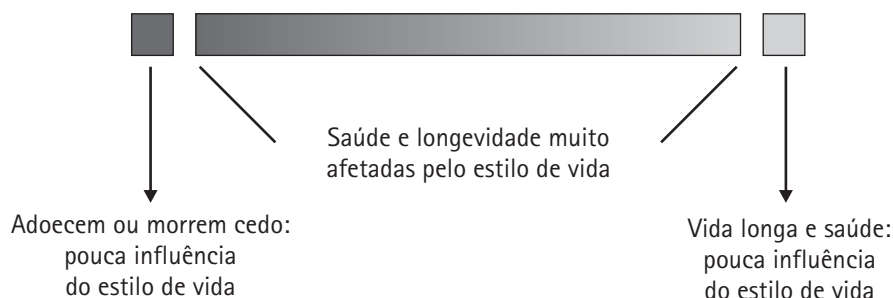 Saúde e longevidade muito
afetadas pelo estilo de vida
Adoecem ou morrem cedo:
pouca influência
do estilo de vida
Vida longa e saúde:
pouca influência
do estilo de vida